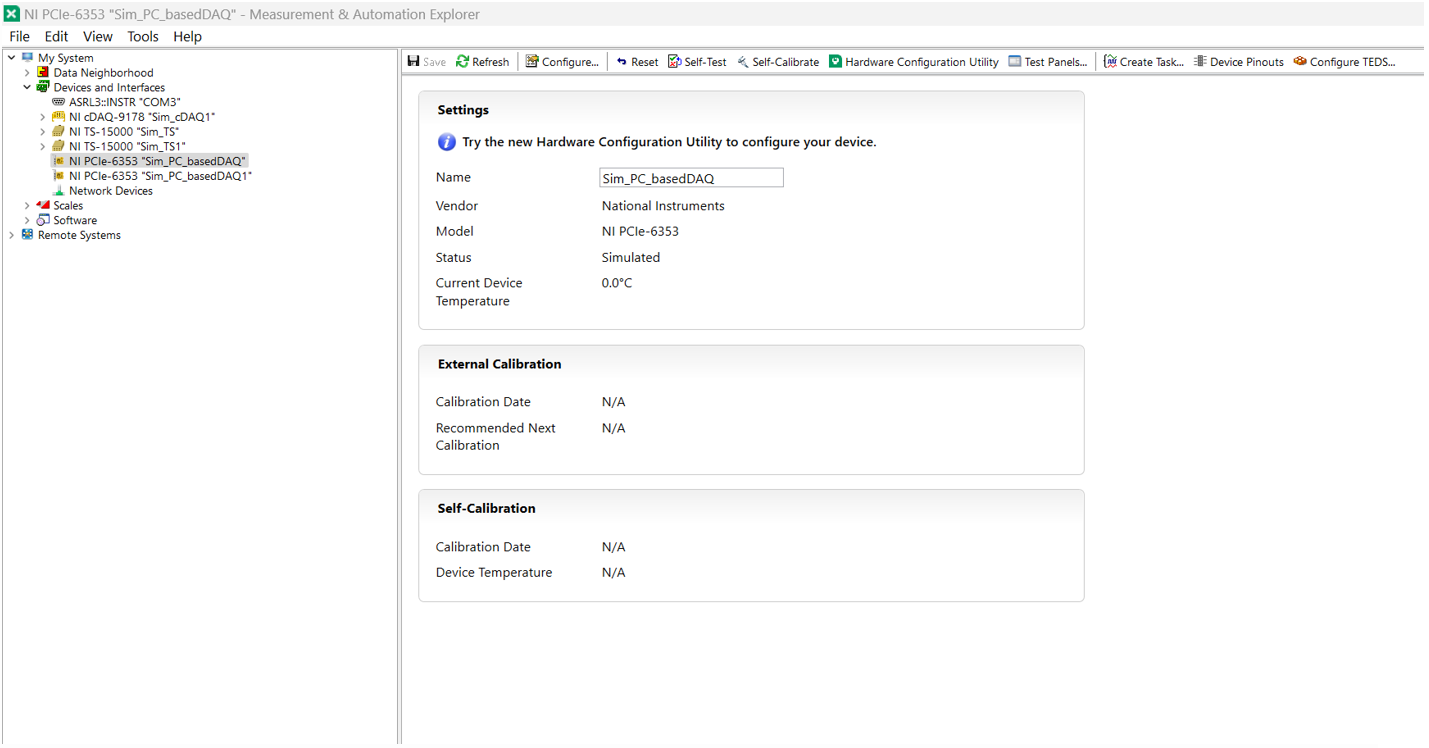 NI PCIe-6353 "Sim_PC_basedDAQ" - Measurement & Automation Explorer
File Edit View Tools Help
My System
Data Neighborhood
Devices and Interfaces
ASRL3::INSTR "COM3"
NI cDAQ-9178 "Sim_cDAQ1"
NI TS-15000 "Sim_TS"
NI TS-15000 "Sim_TS1"
NI PCIe-6353 "Sim_PC_basedDAQ"
NI PCIe-6353 "Sim_PC_basedDAQ1"
Network Devices
Scales
Software
Remote Systems
Save Refresh Configure... Reset Self-Test Self-Calibrate Hardware Configuration Utility Test Panels... Create Task... Device Pinouts Configure TEDS...
Settings
Try the new Hardware Configuration Utility to configure your device.
Name Sim_PC_basedDAQ
Vendor National Instruments
Model NI PCIe-6353
Status Simulated
Current Device 0.0°C
Temperature
External Calibration
Calibration Date N/A
Recommended Next N/A
Calibration
Self-Calibration
Calibration Date N/A
Device Temperature N/A